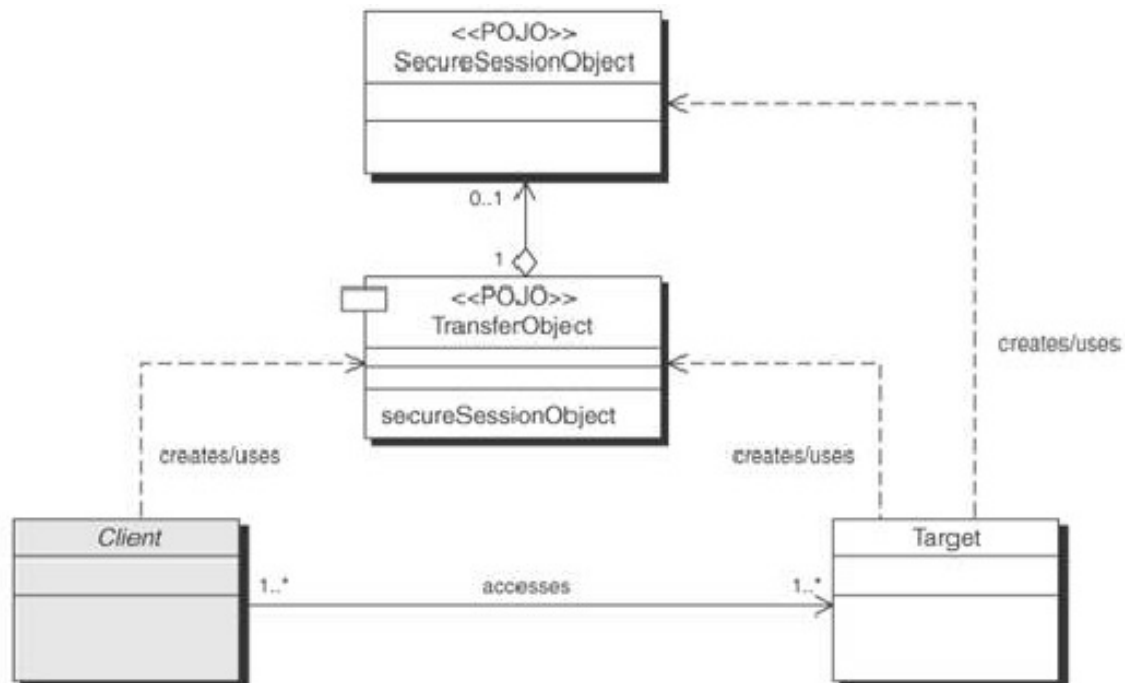 <<POJO>>
SecureSessionObject
0..1
1
<<POJO>>
TransferObject
secureSessionObject
creates/uses
creates/uses
creates/uses
Client
Target
1..*
accesses
1..*